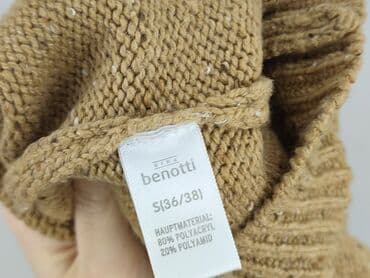 benotti
S(36/38)
HAUPTMATERIAL:
80% POLYACRYL
20% POLYAMID